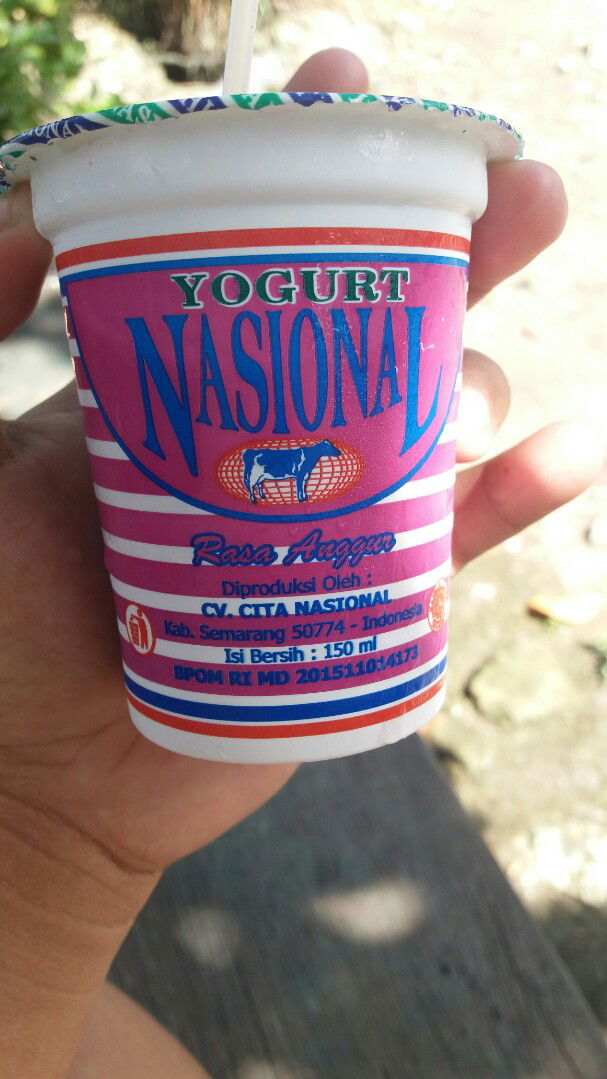 YOGURT
NASIONAL
Rasa Anggur
Diproduksi Oleh :
CV. CITA NASIONAL
Kab. Semarang 50774 - Indonesia
Isi Bersih : 150 ml
BPOM RI MD 201511014173